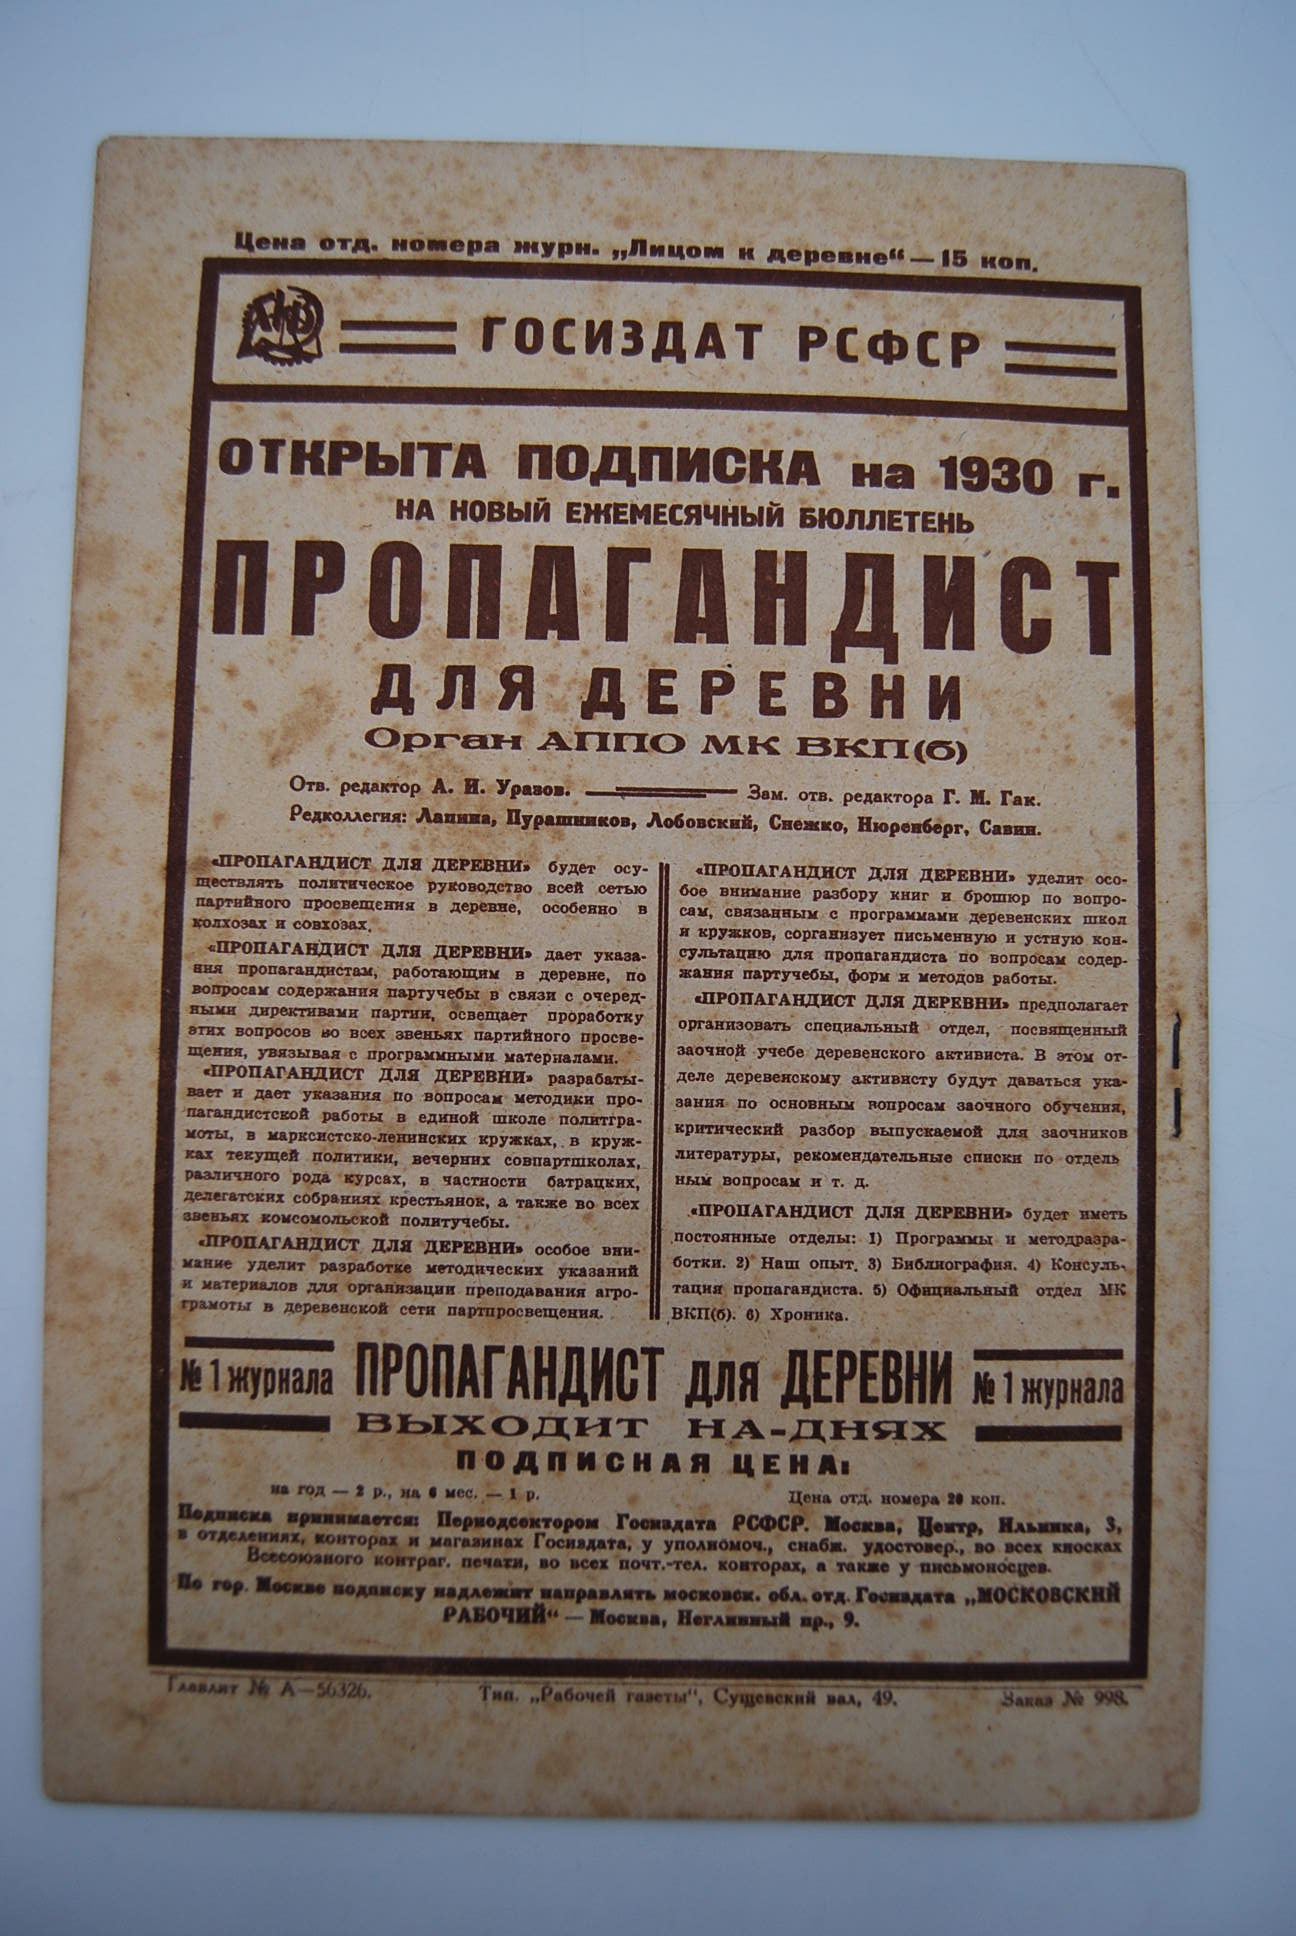 Цена отд. номера журн. „Лицом к деревне“ — 15 коп.
ГОСИЗДАТ РСФСР
ОТКРЫТА ПОДПИСКА на 1930 г.
НА НОВЫЙ ЕЖЕМЕСЯЧНЫЙ БЮЛЛЕТЕНЬ
ПРОПАГАНДИСТ
ДЛЯ ДЕРЕВНИ
Орган АППО МК ВКП(б)
Отв. редактор А. И. Уразов. Зам. отв. редактора Г. М. Гак.
Редколлегия: Лапина, Пурашников, Лобовский, Снежко, Нюренберг, Савин.
«ПРОПАГАНДИСТ ДЛЯ ДЕРЕВНИ» будет осу-
ществлять политическое руководство всей сетью
партийного просвещения в деревне, особенно в
колхозах и совхозах.
«ПРОПАГАНДИСТ ДЛЯ ДЕРЕВНИ» дает указа-
ния пропагандистам, работающим в деревне, по
вопросам содержания партучебы в связи с очеред-
ными директивами партии, освещает проработку
этих вопросов во всех звеньях партийного просве-
щения, увязывая с программными материалами.
«ПРОПАГАНДИСТ ДЛЯ ДЕРЕВНИ» разрабаты-
вает и дает указания по вопросам методики про-
пагандистской работы в единой школе политгра-
моты, в марксистско-ленинских кружках, в круж-
ках текущей политики, вечерних совпартшколах,
различного рода курсах, в частности батрацких,
делегатских собраниях крестьянок, а также во всех
звеньях комсомольской политучебы.
«ПРОПАГАНДИСТ ДЛЯ ДЕРЕВНИ» особое вни-
мание уделит разработке методических указаний
и материалов для организации преподавания агро-
грамоты в деревенской сети партпросвещения.
«ПРОПАГАНДИСТ ДЛЯ ДЕРЕВНИ» уделит осо-
бое внимание разбору книг и брошюр по вопро-
сам, связанным с программами деревенских школ
и кружков, сорганизует письменную и устную кон-
сультацию для пропагандиста по вопросам содер-
жания партучебы, форм и методов работы.
«ПРОПАГАНДИСТ ДЛЯ ДЕРЕВНИ» предполагает
организовать специальный отдел, посвященный
заочной учебе деревенского активиста. В этом от-
деле деревенскому активисту будут даваться ука-
зания по основным вопросам заочного обучения,
критический разбор выпускаемой для заочников
литературы, рекомендательные списки по отдель
ным вопросам и т. д.
«ПРОПАГАНДИСТ ДЛЯ ДЕРЕВНИ» будет иметь
постоянные отделы: 1) Программы и методразра-
ботки. 2) Наш опыт. 3) Библиография. 4) Консуль-
тация пропагандиста. 5) Официальный отдел МК
ВКП(б). 6) Хроника.
№ 1 журнала ПРОПАГАНДИСТ для ДЕРЕВНИ № 1 журнала
ВЫХОДИТ НА-ДНЯХ
ПОДПИСНАЯ ЦЕНА:
на год — 2 р., на 6 мес. — 1 р. Цена отд. номера 20 коп.
Подписка принимается: Периодсектором Госиздата РСФСР. Москва, Центр, Ильинка, 3,
в отделениях, конторах и магазинах Госиздата, у уполномоч., снабж. удостовер., во всех киосках
Всесоюзного контраг. печати, во всех почт.-тел. конторах, а также у письмоносцев.
По гор. Москве подписку надлежит направлять московск. обл. отд. Госиздата „МОСКОВСКИЙ
РАБОЧИЙ“ — Москва, Неглинный пр., 9.
Главлит № А—56326. Тип. „Рабочей газеты“, Сущевский вал, 49. Заказ № 998.